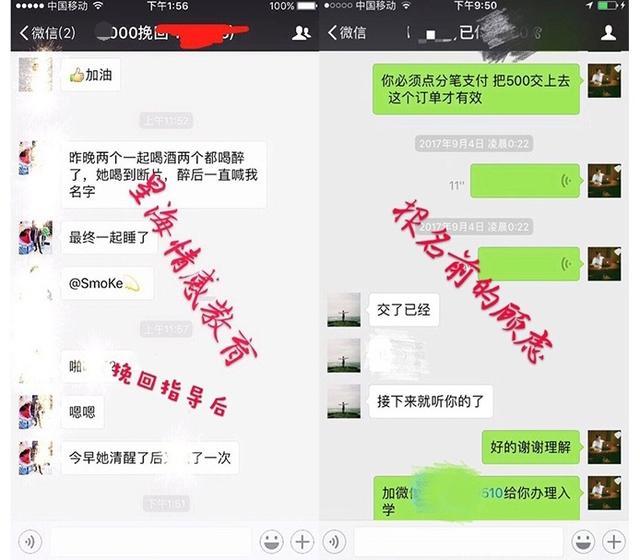 中国移动
下午1:56
100%
微信(2)
000挽回
加油
上午11:52
昨晚两个一起喝酒两个都喝醉
了，她喝到断片，醉后一直喊我
名字
最终一起睡了
@SmoKe
上午11:57
啪
嗯嗯
今早她清醒了后
了一次
下午1:51
星海情感教育
挽回指导后
中国移动
下午9:50
微信
已付
你必须点分笔支付 把500交上去
这个订单才有效
2017年9月4日 凌晨0:22
11"
2017年9月4日 凌晨0:22
交了已经
接下来就听你的了
好的谢谢理解
加微
510给你办理入
学
报名前的顾虑